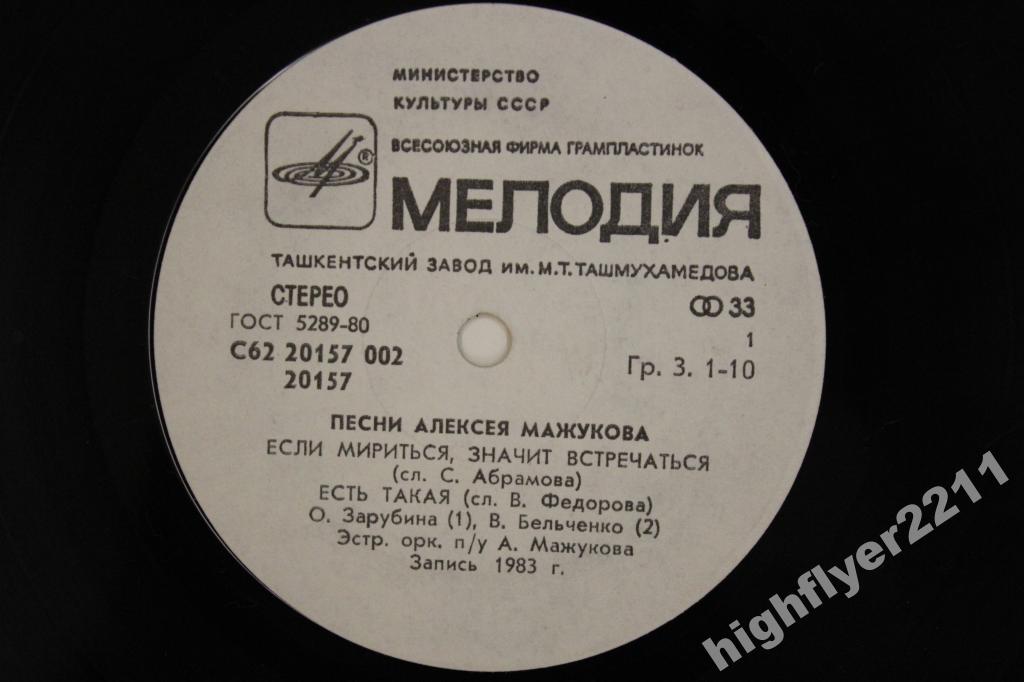 МИНИСТЕРСТВО
КУЛЬТУРЫ СССР
ВСЕСОЮЗНАЯ ФИРМА ГРАМПЛАСТИНОК
®
МЕЛОДИЯ
ТАШКЕНТСКИЙ ЗАВОД им. М.Т. ТАШМУХАМЕДОВА
СТЕРЕО
ГОСТ 5289-80
С62 20157 002
20157
33
1
Гр. 3. 1-10
ПЕСНИ АЛЕКСЕЯ МАЖУКОВА
ЕСЛИ МИРИТЬСЯ, ЗНАЧИТ ВСТРЕЧАТЬСЯ
(сл. С. Абрамова)
ЕСТЬ ТАКАЯ (сл. В. Федорова)
О. Зарубина (1), В. Бельченко (2)
Эстр. орк. п/у А. Мажукова
Запись 1983 г.
highflyer2211